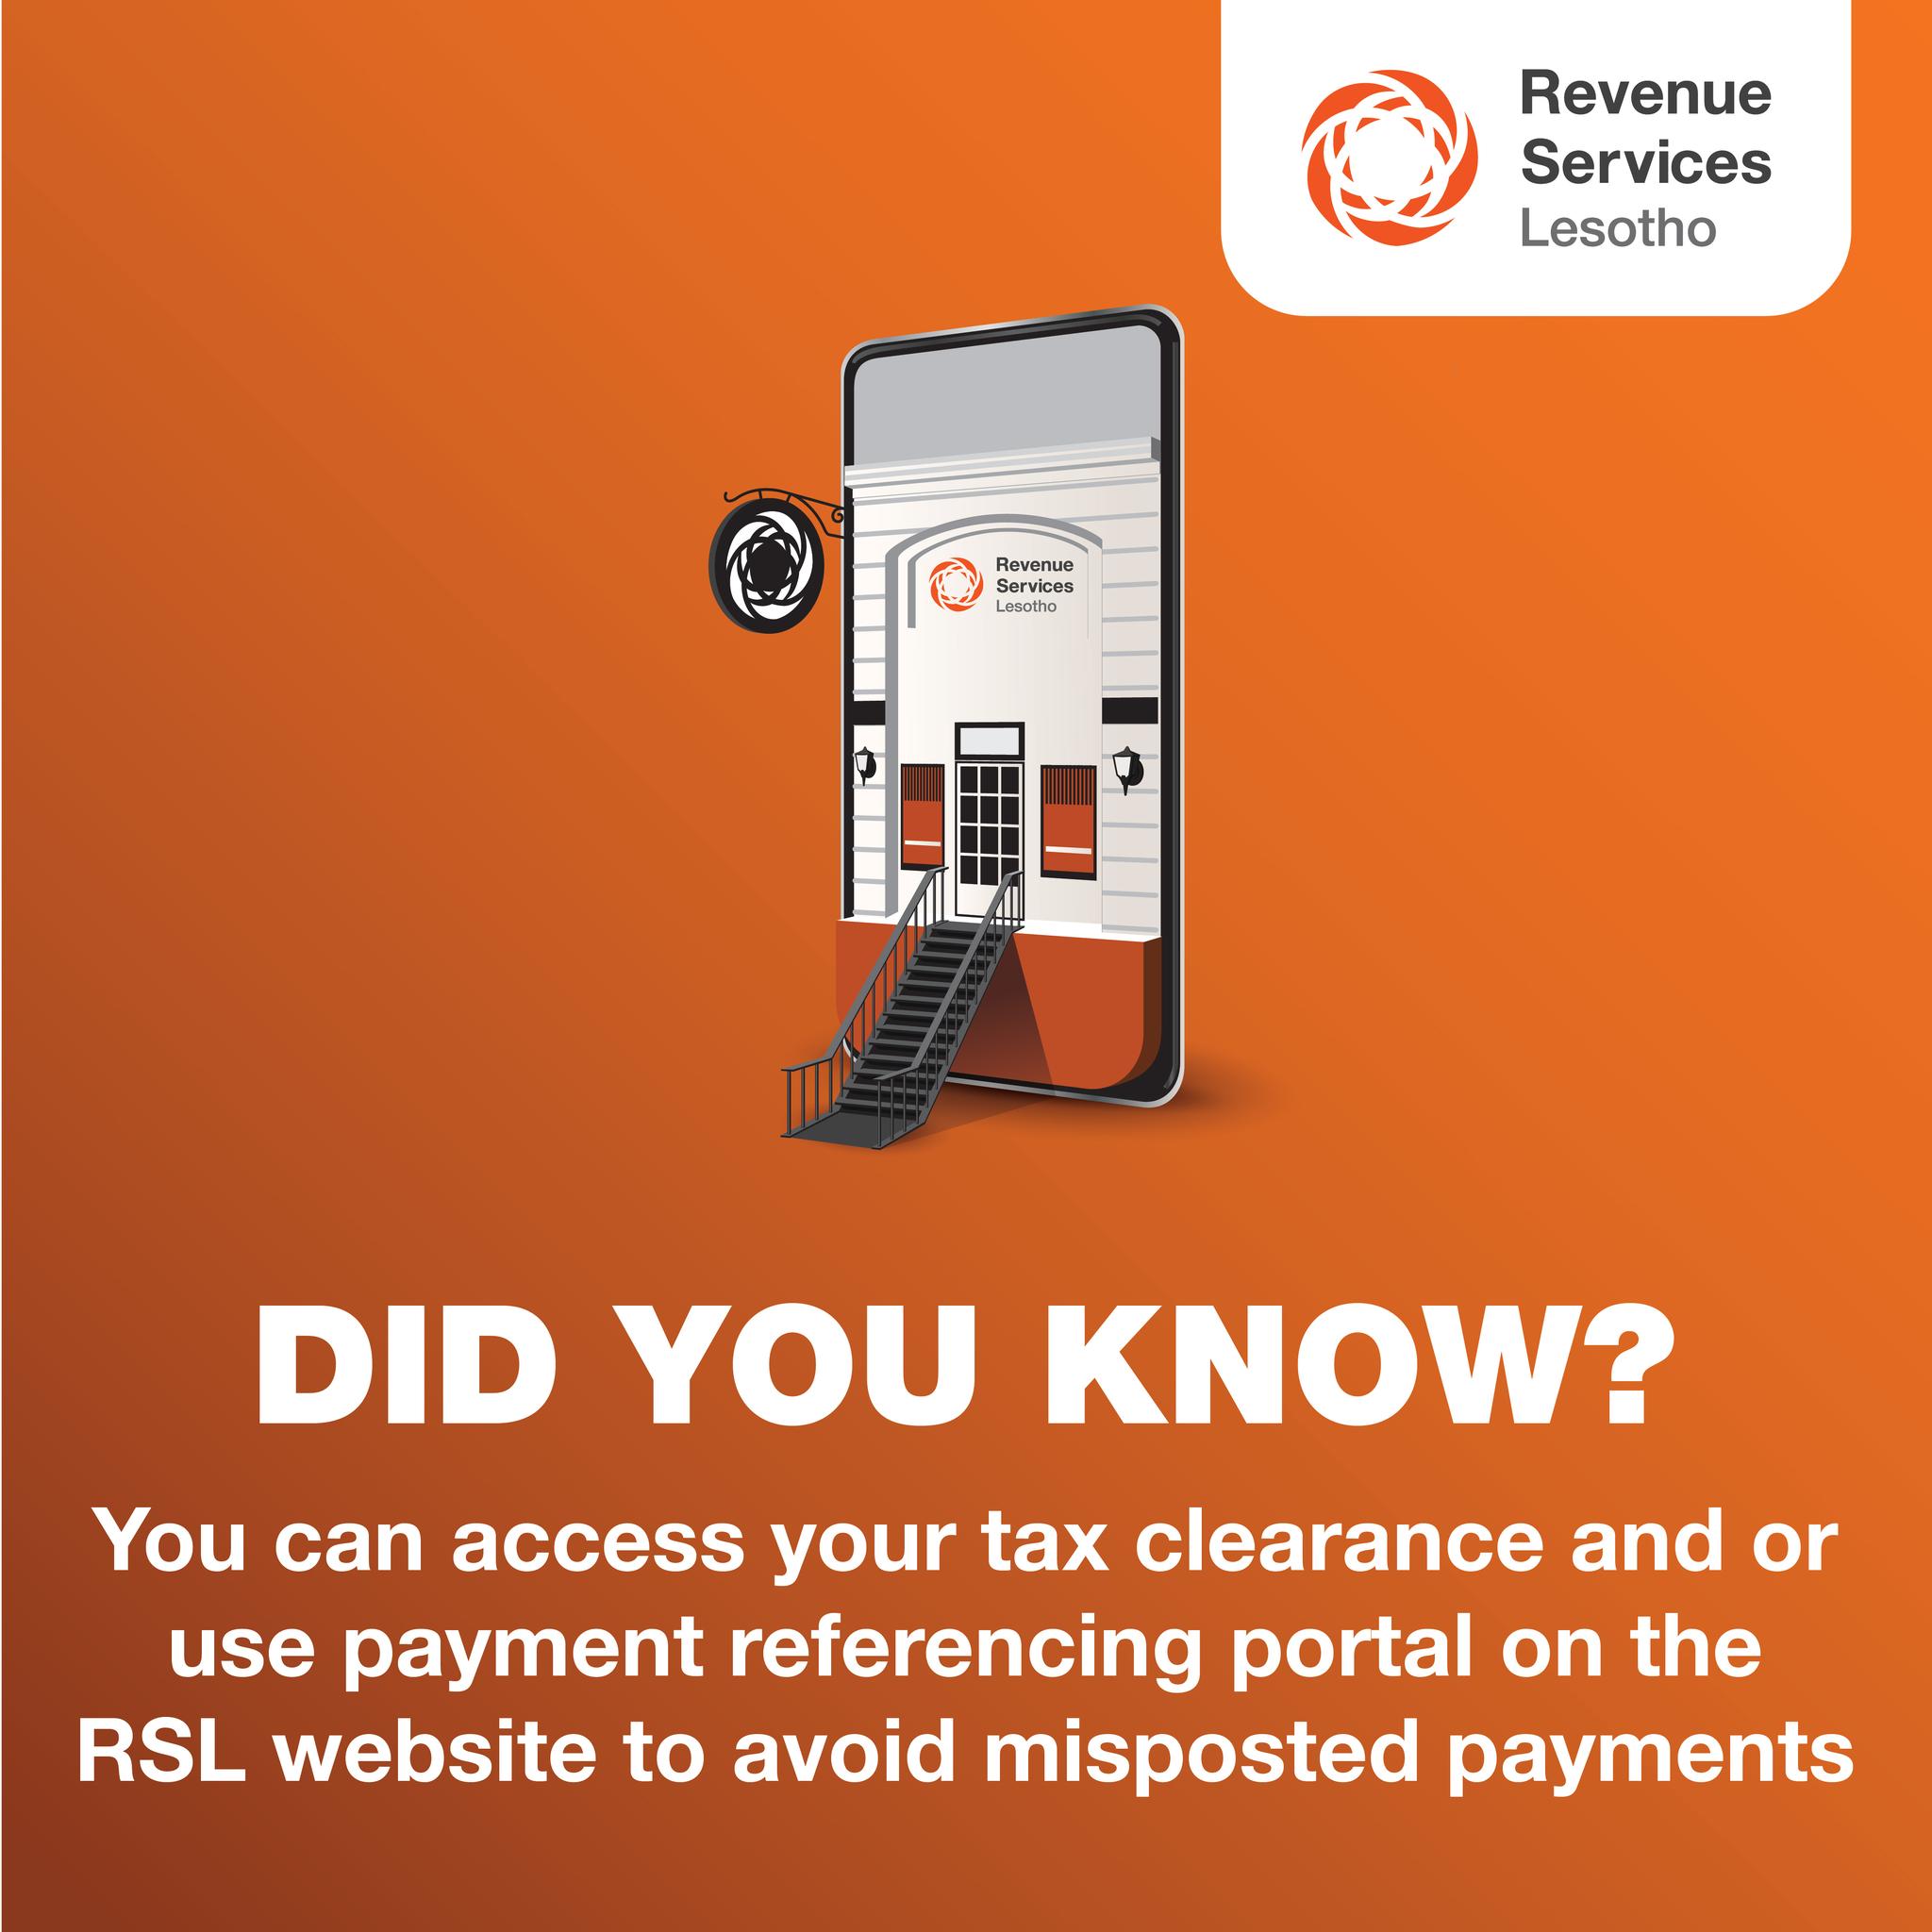 Revenue
Services
Lesotho
Revenue
Services
Lesotho
DID YOU KNOW?
You can access your tax clearance and or
use payment referencing portal on the
RSL website to avoid misposted payments